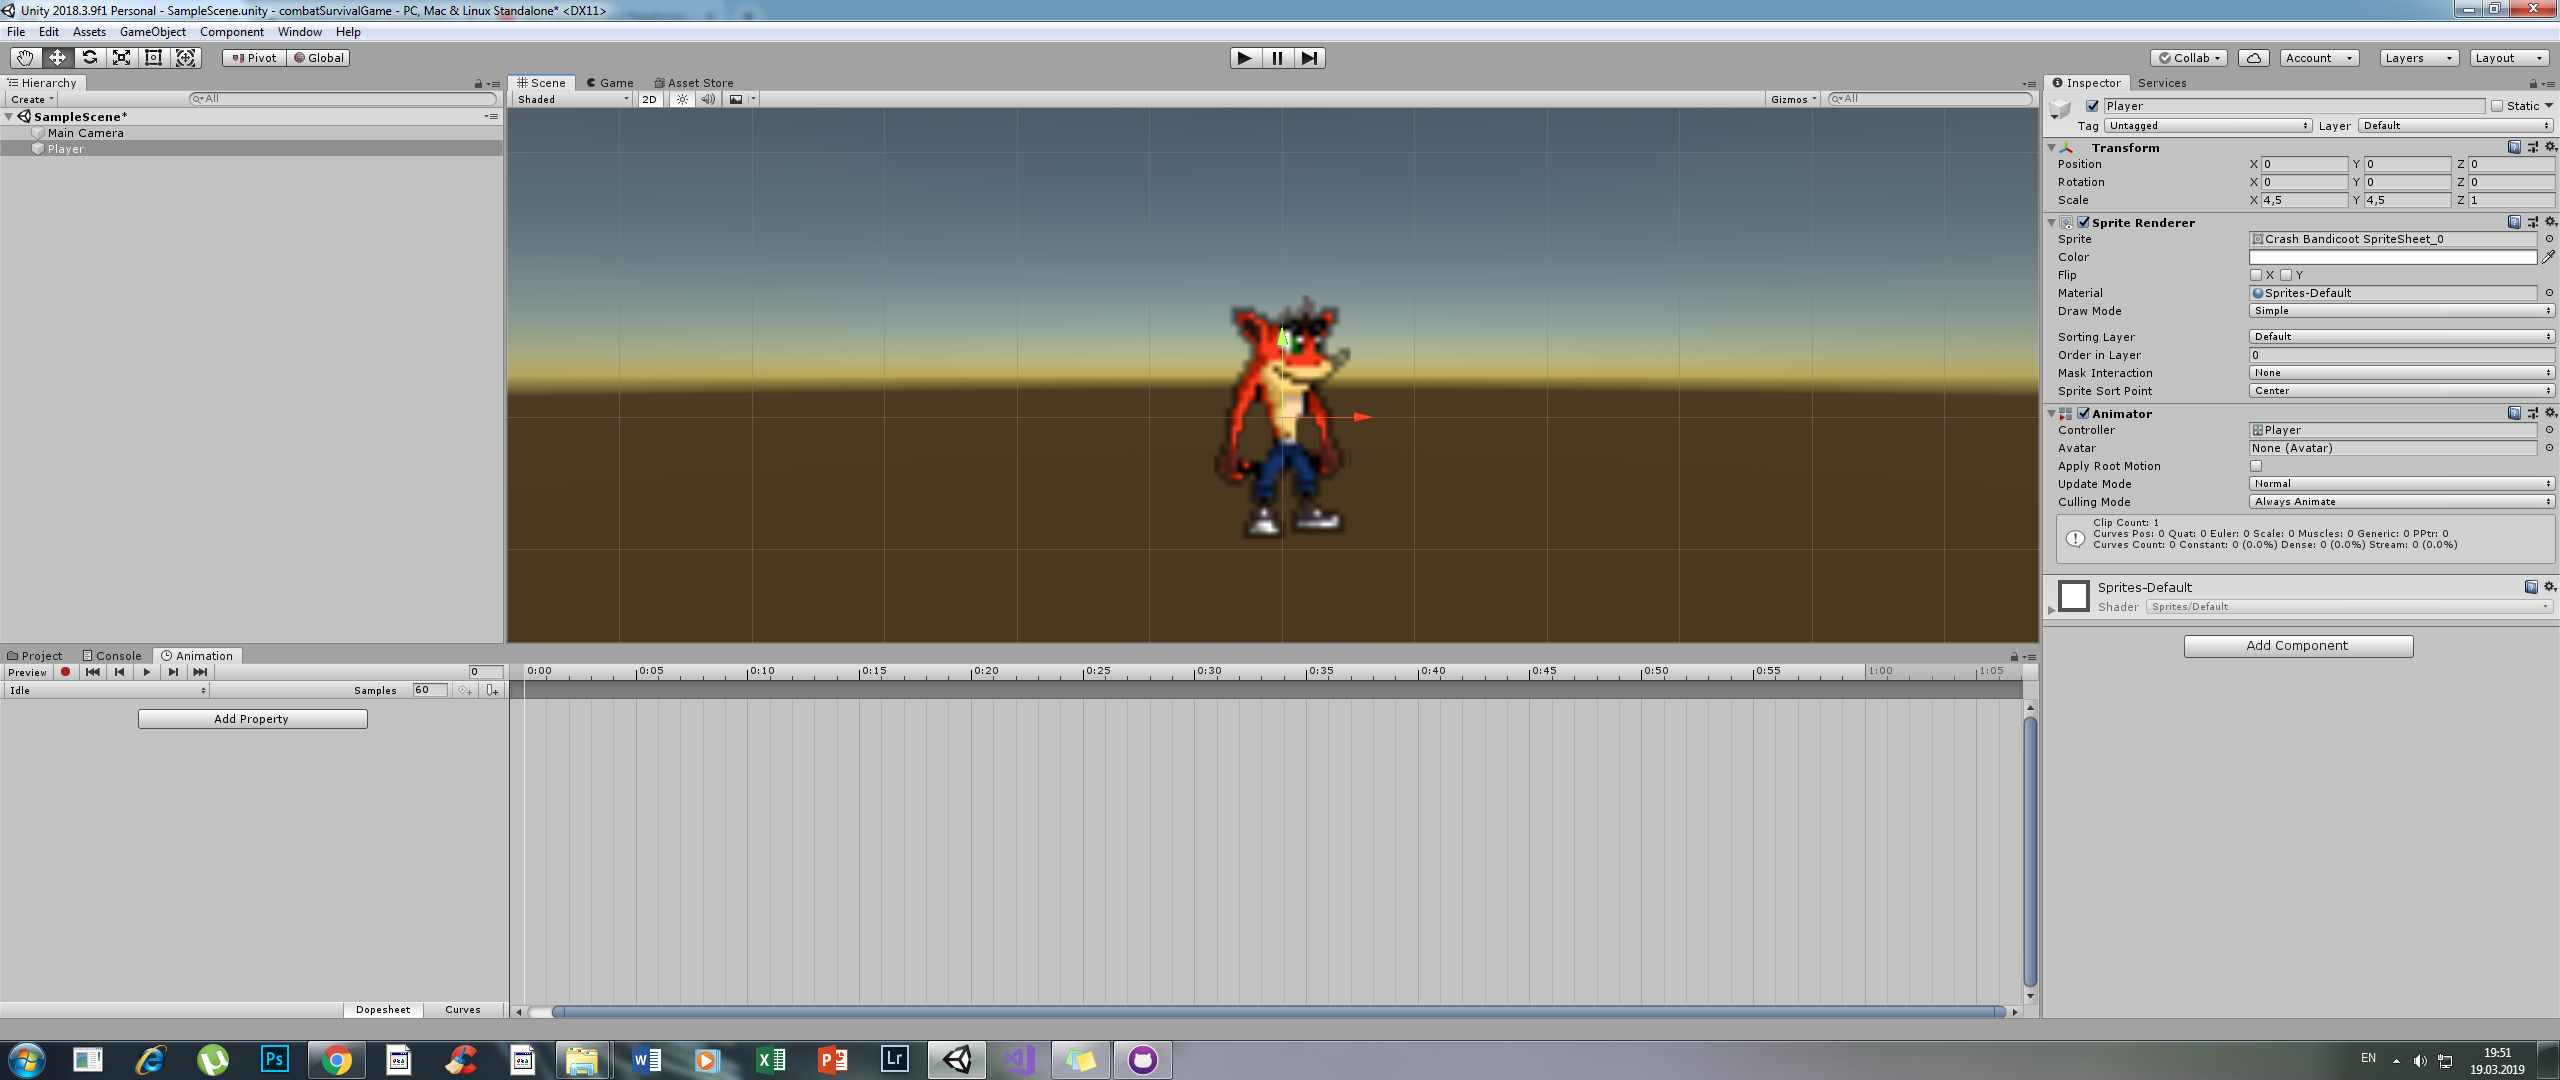 Unity 2018.3.9f1 Personal - SampleScene.unity - combatSurvivalGame - PC, Mac & Linux Standalone* <DX11>
File Edit Assets GameObject Component Window Help
Pivot Global Collab Account Layers Layout
Hierarchy
Create All
SampleScene*
Main Camera
Player
Scene Game Asset Store
Shaded 2D Gizmos All
Inspector Services
Player Static
Tag Untagged Layer Default
Transform
Position X 0 Y 0 Z 0
Rotation X 0 Y 0 Z 0
Scale X 4,5 Y 4,5 Z 1
Sprite Renderer
Sprite Crash Bandicoot SpriteSheet_0
Color
Flip X Y
Material Sprites-Default
Draw Mode Simple
Sorting Layer Default
Order in Layer 0
Mask Interaction None
Sprite Sort Point Center
Animator
Controller Player
Avatar None (Avatar)
Apply Root Motion
Update Mode Normal
Culling Mode Always Animate
Clip Count: 1
Curves Pos: 0 Quat: 0 Euler: 0 Scale: 0 Muscles: 0 Generic: 0 PPtr: 0
Curves Count: 0 Constant: 0 (0.0%) Dense: 0 (0.0%) Stream: 0 (0.0%)
Sprites-Default
Shader Sprites/Default
Add Component
Project Console Animation
Preview 0
0:00 0:05 0:10 0:15 0:20 0:25 0:30 0:35 0:40 0:45 0:50 0:55 1:00 1:05
Idle Samples 60
Add Property
Dopesheet Curves
Ps
Lr
EN
19:51
19.03.2019